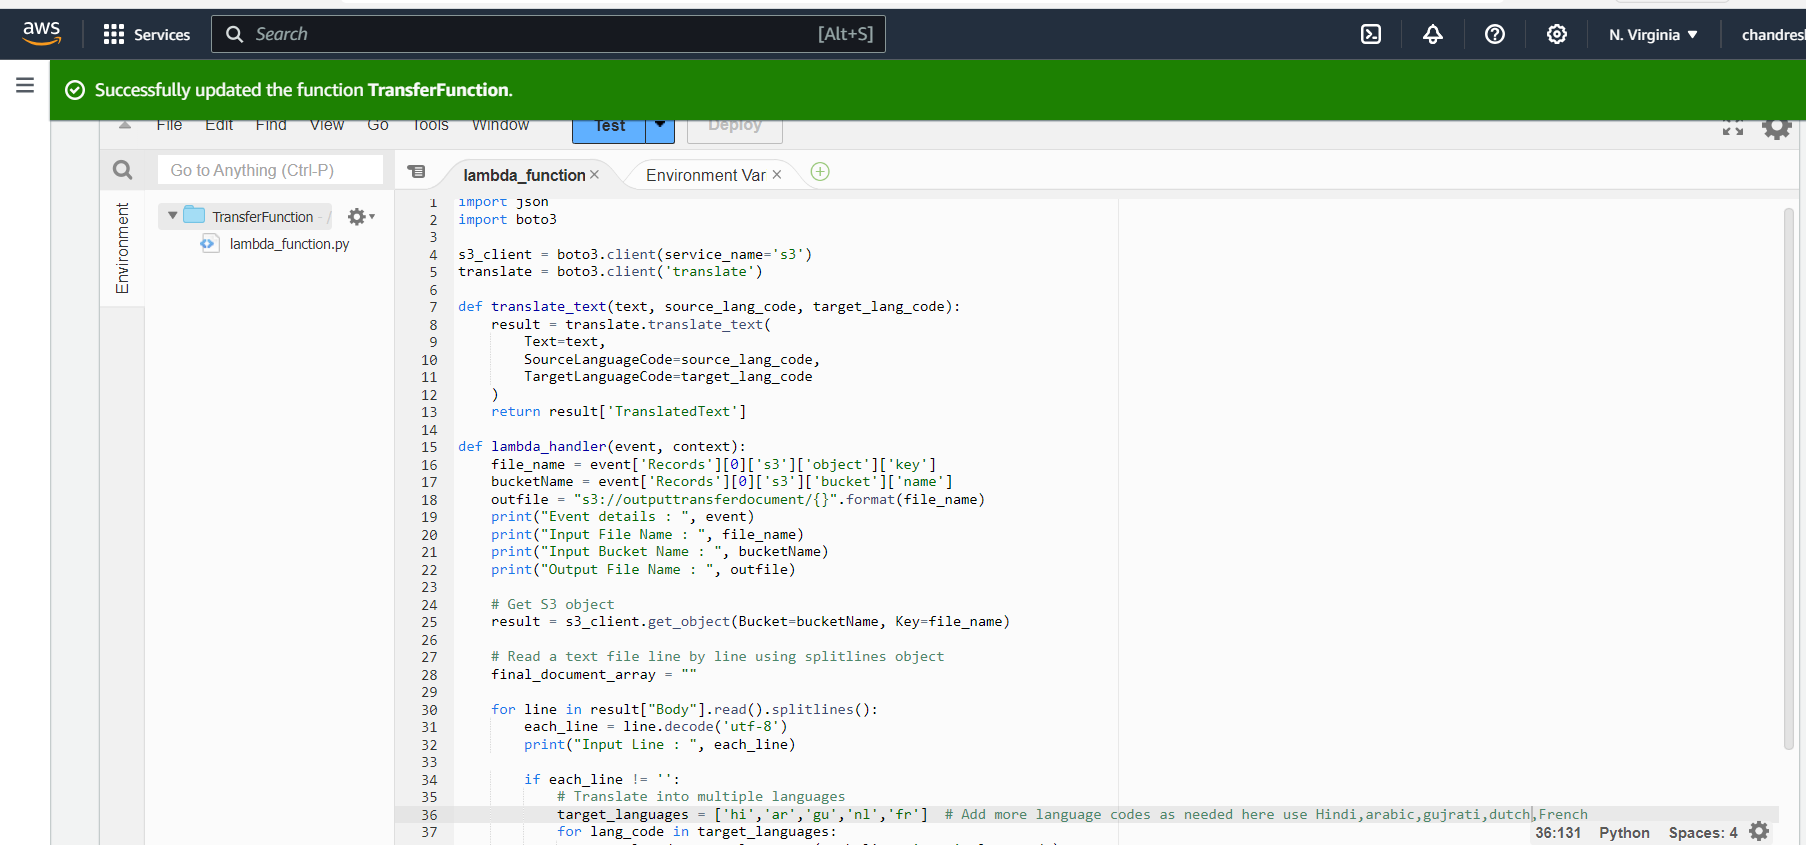 aws Services Search [Alt+S] N. Virginia ▼ chandres
Successfully updated the function TransferFunction.
File Edit Find View Go Tools Window Test Deploy
Go to Anything (Ctrl-P) lambda_function × Environment Var ×
Environment
TransferFunction - /
lambda_function.py
1 import json
2 import boto3
3
4 s3_client = boto3.client(service_name='s3')
5 translate = boto3.client('translate')
6
7 def translate_text(text, source_lang_code, target_lang_code):
8     result = translate.translate_text(
9         Text=text,
10         SourceLanguageCode=source_lang_code,
11         TargetLanguageCode=target_lang_code
12     )
13     return result['TranslatedText']
14
15 def lambda_handler(event, context):
16     file_name = event['Records'][0]['s3']['object']['key']
17     bucketName = event['Records'][0]['s3']['bucket']['name']
18     outfile = "s3://outputtransferdocument/{}".format(file_name)
19     print("Event details : ", event)
20     print("Input File Name : ", file_name)
21     print("Input Bucket Name : ", bucketName)
22     print("Output File Name : ", outfile)
23
24     # Get S3 object
25     result = s3_client.get_object(Bucket=bucketName, Key=file_name)
26
27     # Read a text file line by line using splitlines object
28     final_document_array = ""
29
30     for line in result["Body"].read().splitlines():
31         each_line = line.decode('utf-8')
32         print("Input Line : ", each_line)
33
34         if each_line != '':
35             # Translate into multiple languages
36             target_languages = ['hi','ar','gu','nl','fr']  # Add more language codes as needed here use Hindi,arabic,gujrati,dutch,French
37             for lang_code in target_languages:
36:131 Python Spaces: 4